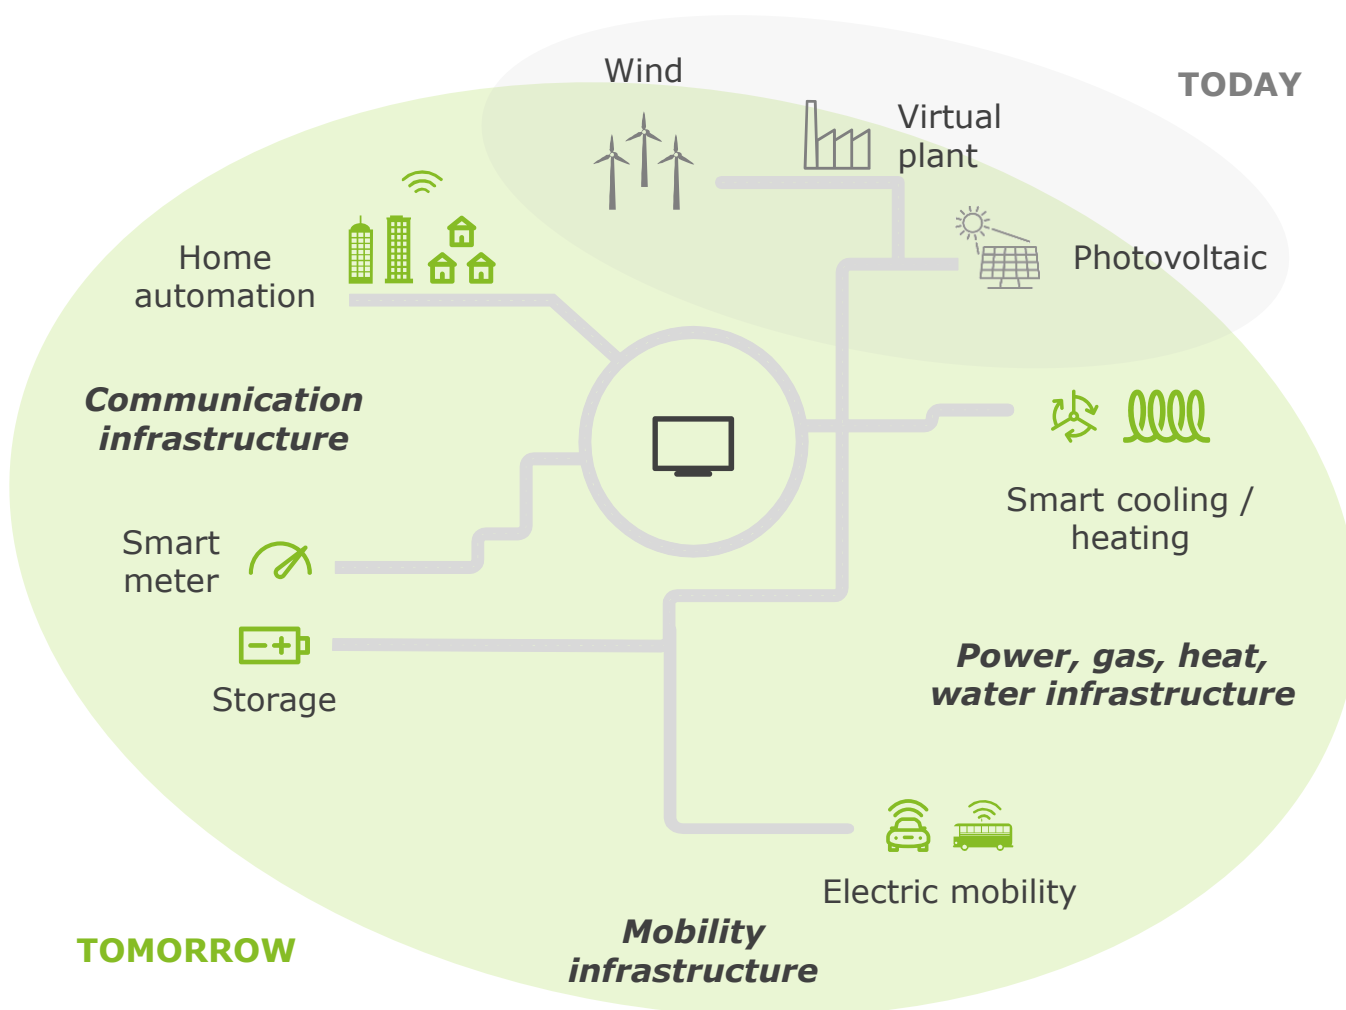 Wind
TODAY
Virtual
plant
Home
automation
Photovoltaic
Communication
infrastructure
Smart cooling /
heating
Smart
meter
Storage
Power, gas, heat,
water infrastructure
Electric mobility
Mobility
infrastructure
TOMORROW